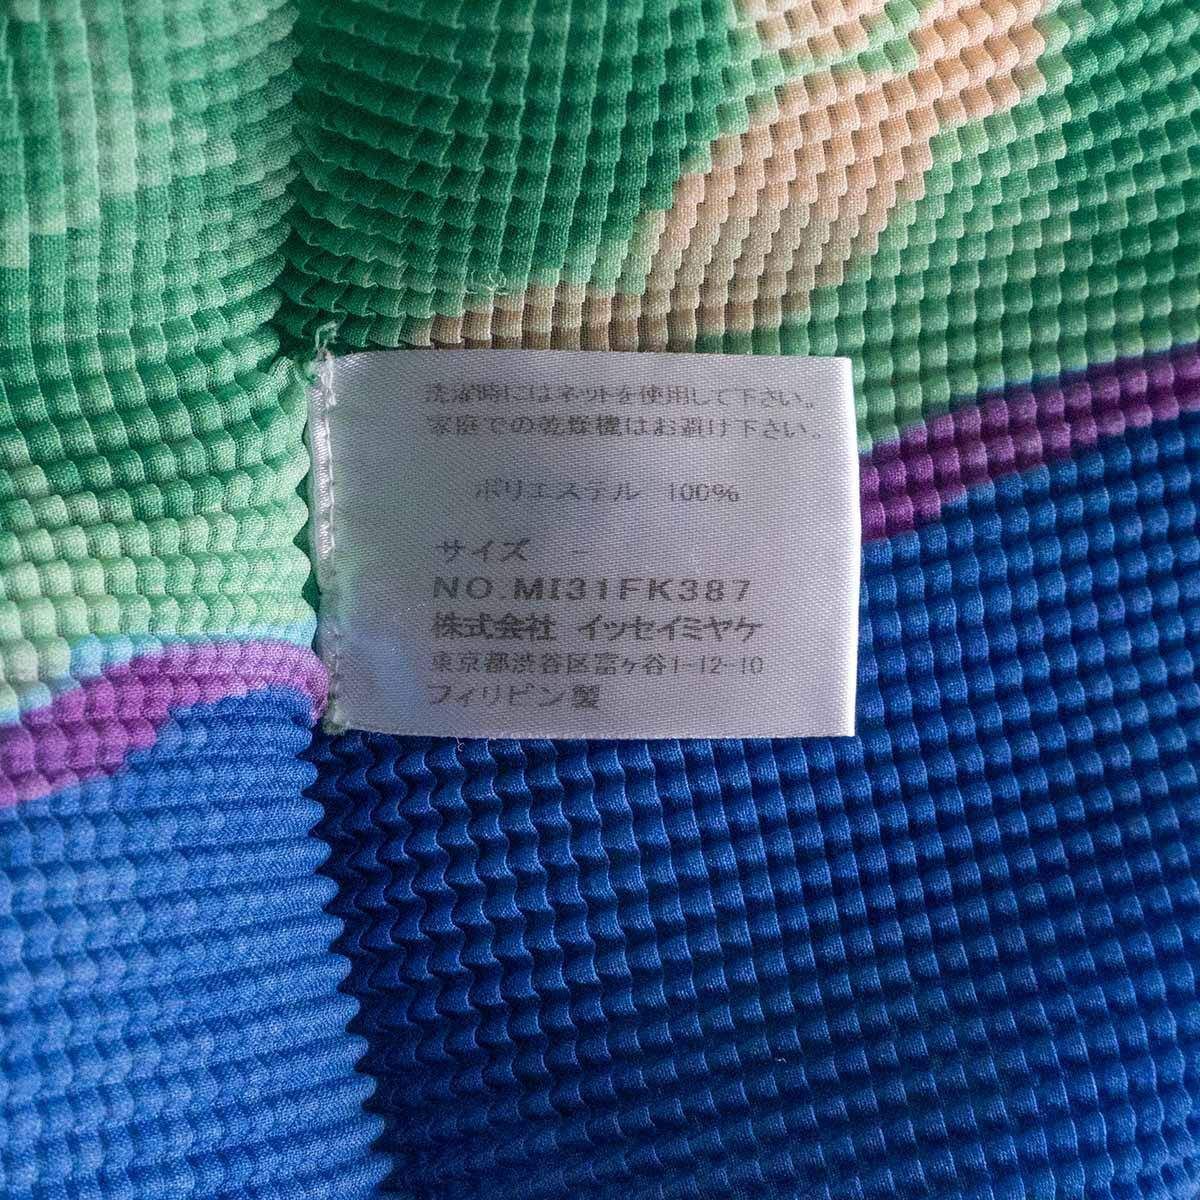 洗濯時にはネットを使用して下さい。
家庭での乾燥機はお避け下さい。
ポリエステル 100%
サイズ -
NO.MI31FK387
株式会社 イッセイミヤケ
東京都渋谷区富ヶ谷1-12-10
フィリピン製